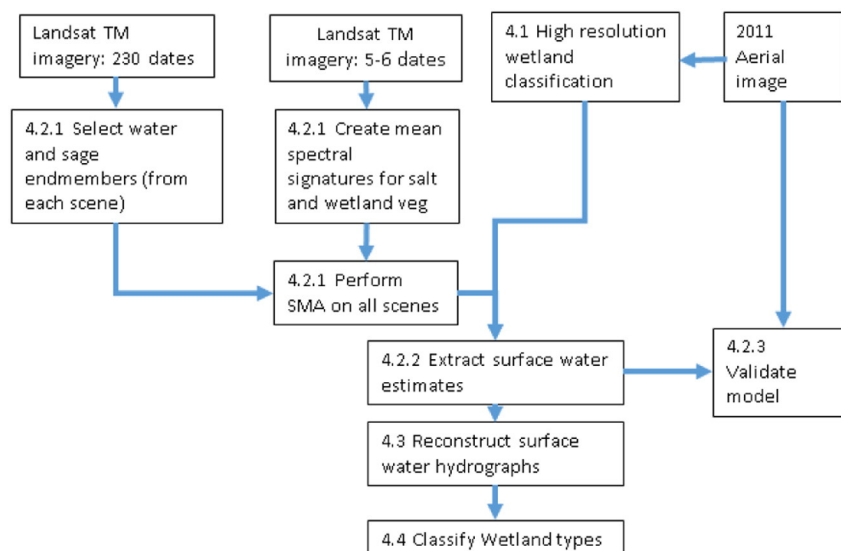 Landsat TM
imagery: 230 dates
Landsat TM
imagery: 5-6 dates
4.1 High resolution
wetland
classification
2011
Aerial
image
4.2.1 Select water
and sage
endmembers (from
each scene)
4.2.1 Create mean
spectral
signatures for salt
and wetland veg
4.2.1 Perform
SMA on all scenes
4.2.2 Extract surface water
estimates
4.2.3
Validate
model
4.3 Reconstruct surface
water hydrographs
4.4 Classify Wetland types